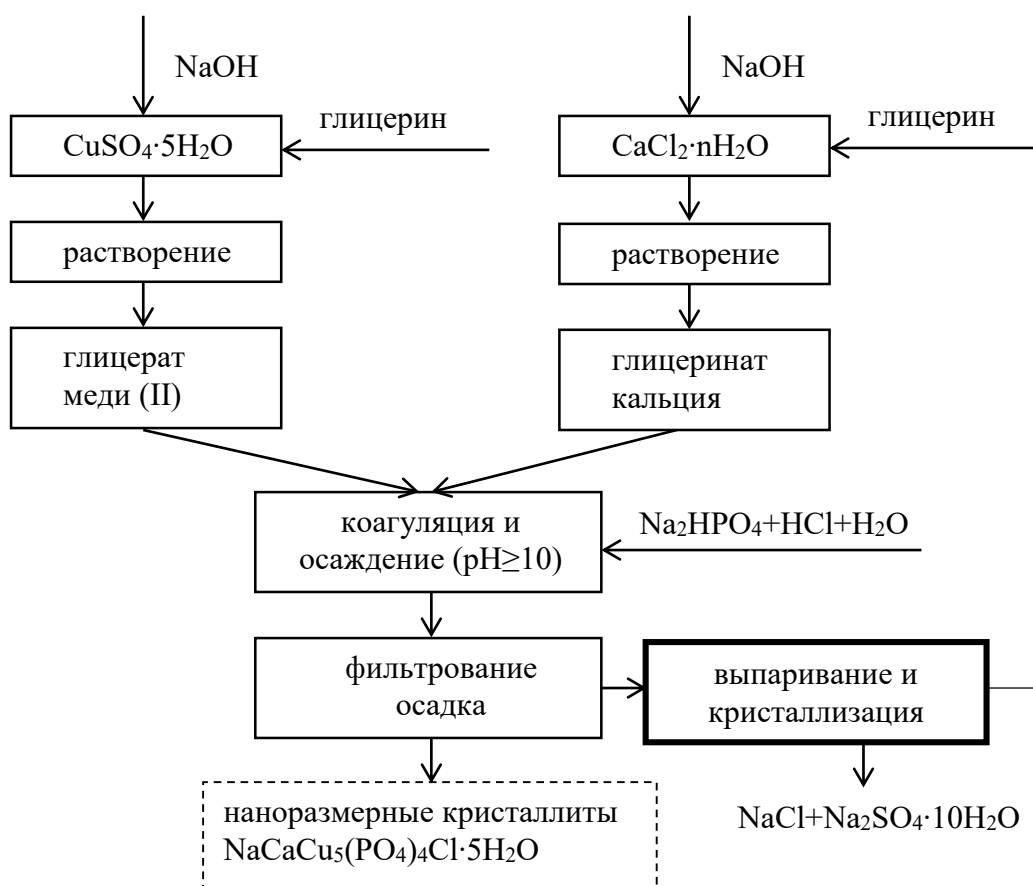 NaOH
NaOH
глицерин
глицерин
CuSO₄·5H₂O
CaCl₂·nH₂O
растворение
растворение
глицерат
меди (II)
глицеринат
кальция
коагуляция и
осаждение (pH≥10)
Na₂HPO₄+HCl+H₂O
фильтрование
осадка
выпаривание и
кристаллизация
наноразмерные кристаллиты
NaCaCu₅(PO₄)₄Cl·5H₂O
NaCl+Na₂SO₄·10H₂O